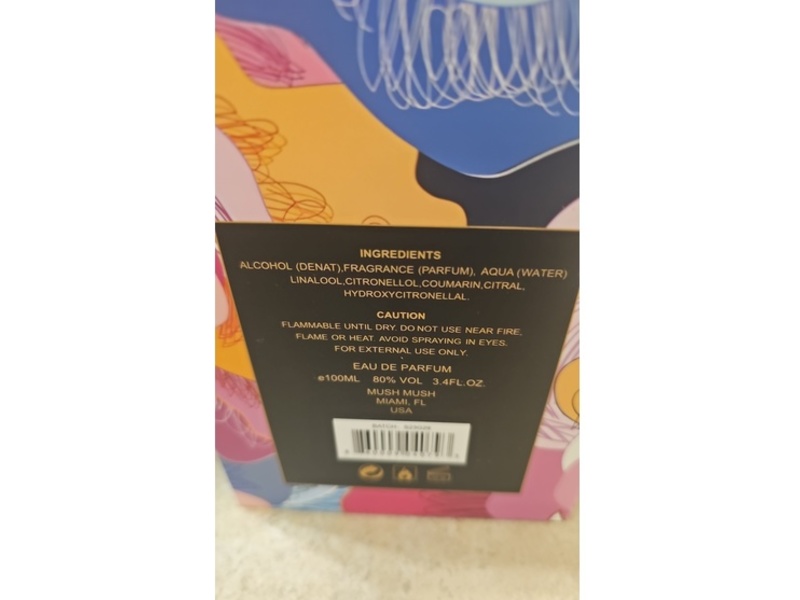 INGREDIENTS
ALCOHOL (DENAT),FRAGRANCE (PARFUM), AQUA (WATER)
LINALOOL,CITRONELLOL,COUMARIN,CITRAL,
HYDROXYCITRONELLAL.
CAUTION
FLAMMABLE UNTIL DRY. DO NOT USE NEAR FIRE,
FLAME OR HEAT. AVOID SPRAYING IN EYES.
FOR EXTERNAL USE ONLY.
EAU DE PARFUM
e100ML 80% VOL 3.4FL.OZ.
MUSH MUSH
MIAMI, FL
USA
BATCH